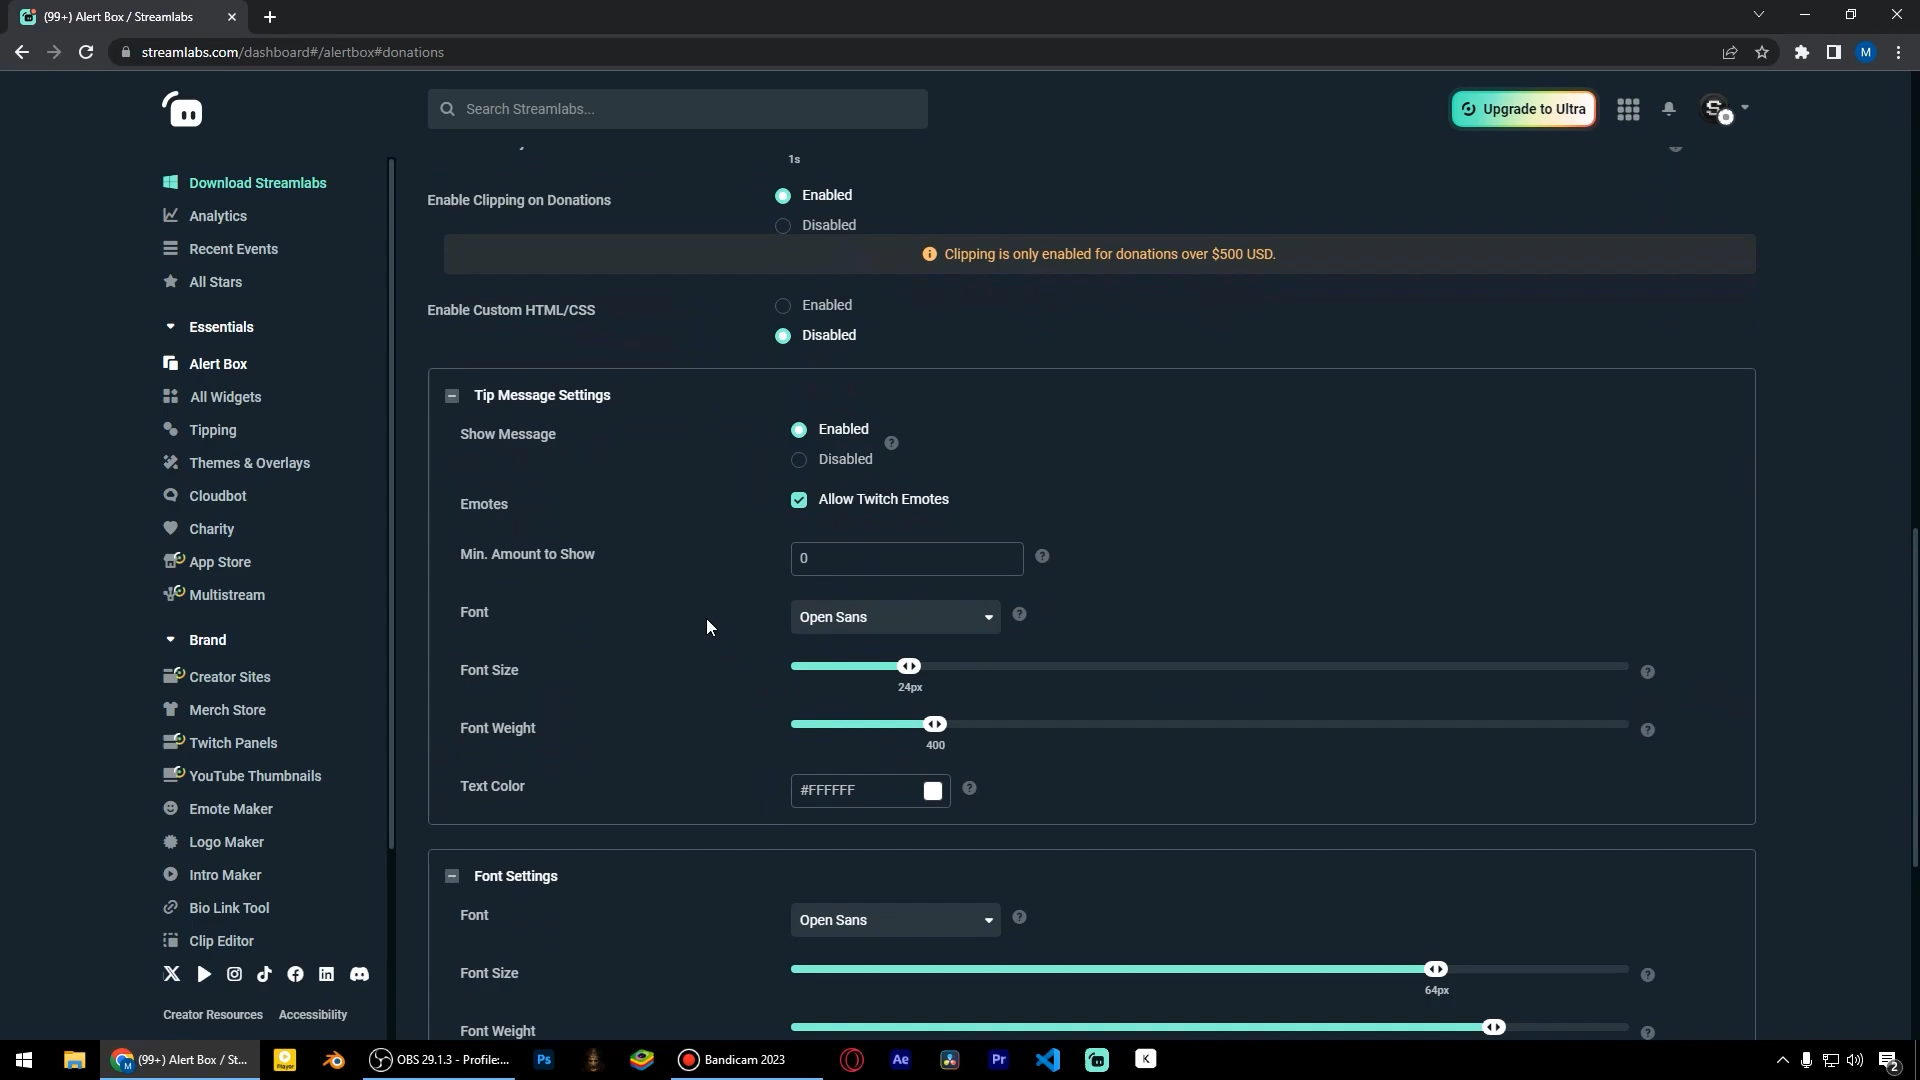 (99+) Alert Box / Streamlabs
streamlabs.com/dashboard#/alertbox#donations
M
Search Streamlabs...
Upgrade to Ultra
S
Download Streamlabs
Analytics
Recent Events
All Stars
Essentials
Alert Box
All Widgets
Tipping
Themes & Overlays
Cloudbot
Charity
App Store
Multistream
Brand
Creator Sites
Merch Store
Twitch Panels
YouTube Thumbnails
Emote Maker
Logo Maker
Intro Maker
Bio Link Tool
Clip Editor
Creator Resources Accessibility
1s
Enable Clipping on Donations
Enabled
Disabled
Clipping is only enabled for donations over $500 USD.
Enable Custom HTML/CSS
Enabled
Disabled
Tip Message Settings
Show Message
Enabled
Disabled
Emotes
Allow Twitch Emotes
Min. Amount to Show
0
Font
Open Sans
Font Size
24px
Font Weight
400
Text Color
#FFFFFF
Font Settings
Font
Open Sans
Font Size
64px
Font Weight
(99+) Alert Box / St...
Player
OBS 29.1.3 - Profile:...
Ps
Bandicam 2023
Ae
Pr
K
2